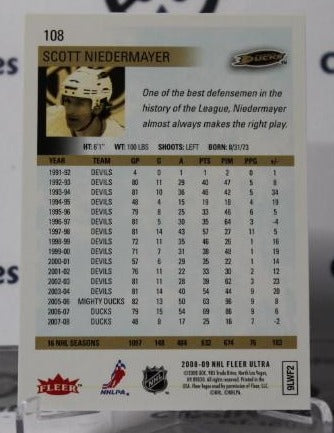 108
SCOTT NIEDERMAYER
DUCKS
One of the best defensemen in the
history of the League, Niedermayer
almost always makes the right play.
HT: 6'1" WT: LBS SHOOTS: LEFT BORN: 8/31/73
YEAR TEAM GP G A PTS PIM PPG +/-
1991-92 DEVILS 4 0 1 1 2 0 1
1992-93 DEVILS 80 11 29 40 47 5 8
1993-94 DEVILS 81 10 36 46 42 5 34
1994-95 DEVILS 48 4 15 19 18 4 19
1995-96 DEVILS 79 8 25 33 46 6 5
1996-97 DEVILS 81 5 30 35 64 3 -4
1997-98 DEVILS 81 14 43 57 27 11 5
1998-99 DEVILS 72 11 35 46 26 1 16
1999-00 DEVILS 71 7 31 38 48 1 19
2000-01 DEVILS 57 6 29 35 22 1 14
2001-02 DEVILS 76 11 22 33 30 2 12
2002-03 DEVILS 81 11 28 39 62 3 23
2003-04 DEVILS 81 14 40 54 44 9 20
2005-06 MIGHTY DUCKS 82 13 50 63 96 9 8
2006-07 DUCKS 79 15 54 69 86 9 6
2007-08 DUCKS 48 8 17 25 16 7 -2
16 NHL SEASONS 148 632 76
FLEER
NHLPA
NHL
2008-09 NHL FLEER ULTRA
9LWF2